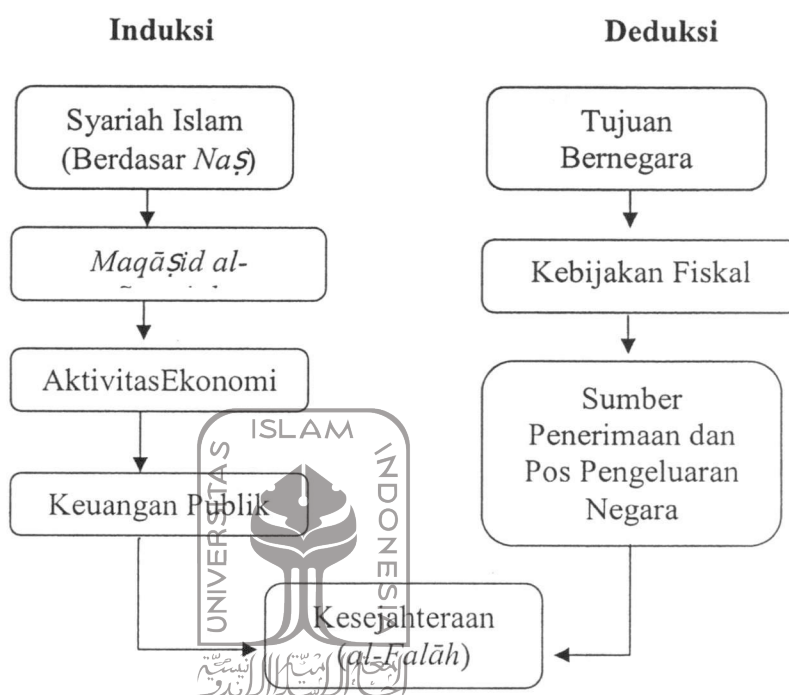 Induksi
Deduksi
Syariah Islam
(Berdasar Naṣ)
Maqāṣid al-
AktivitasEkonomi
Keuangan Publik
Tujuan
Bernegara
Kebijakan Fiskal
Sumber
Penerimaan dan
Pos Pengeluaran
Negara
Kesejahteraan
(al-Falāh)
UNIVERSITAS
ISLAM
INDONESIA